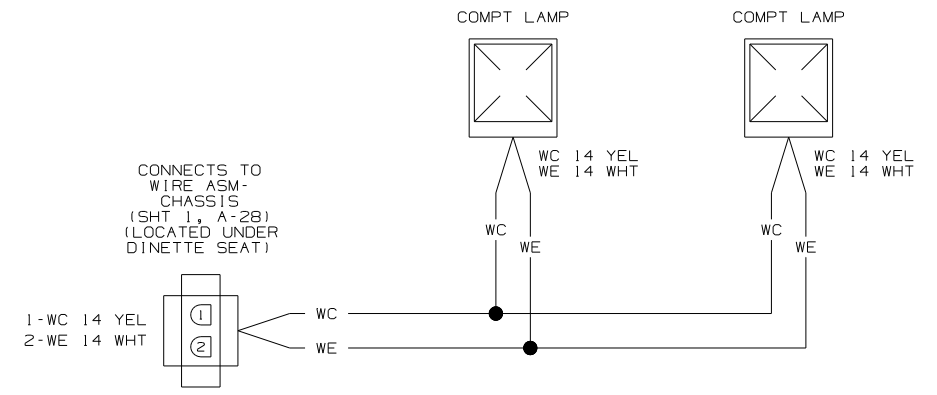 COMPT LAMP
COMPT LAMP
WC 14 YEL
WE 14 WHT
WC 14 YEL
WE 14 WHT
CONNECTS TO
WIRE ASM-
CHASSIS
(SHT 1, A-28)
(LOCATED UNDER
DINETTE SEAT)
WC
WE
WC
WE
1-WC 14 YEL
2-WE 14 WHT
1
2
WC
WE